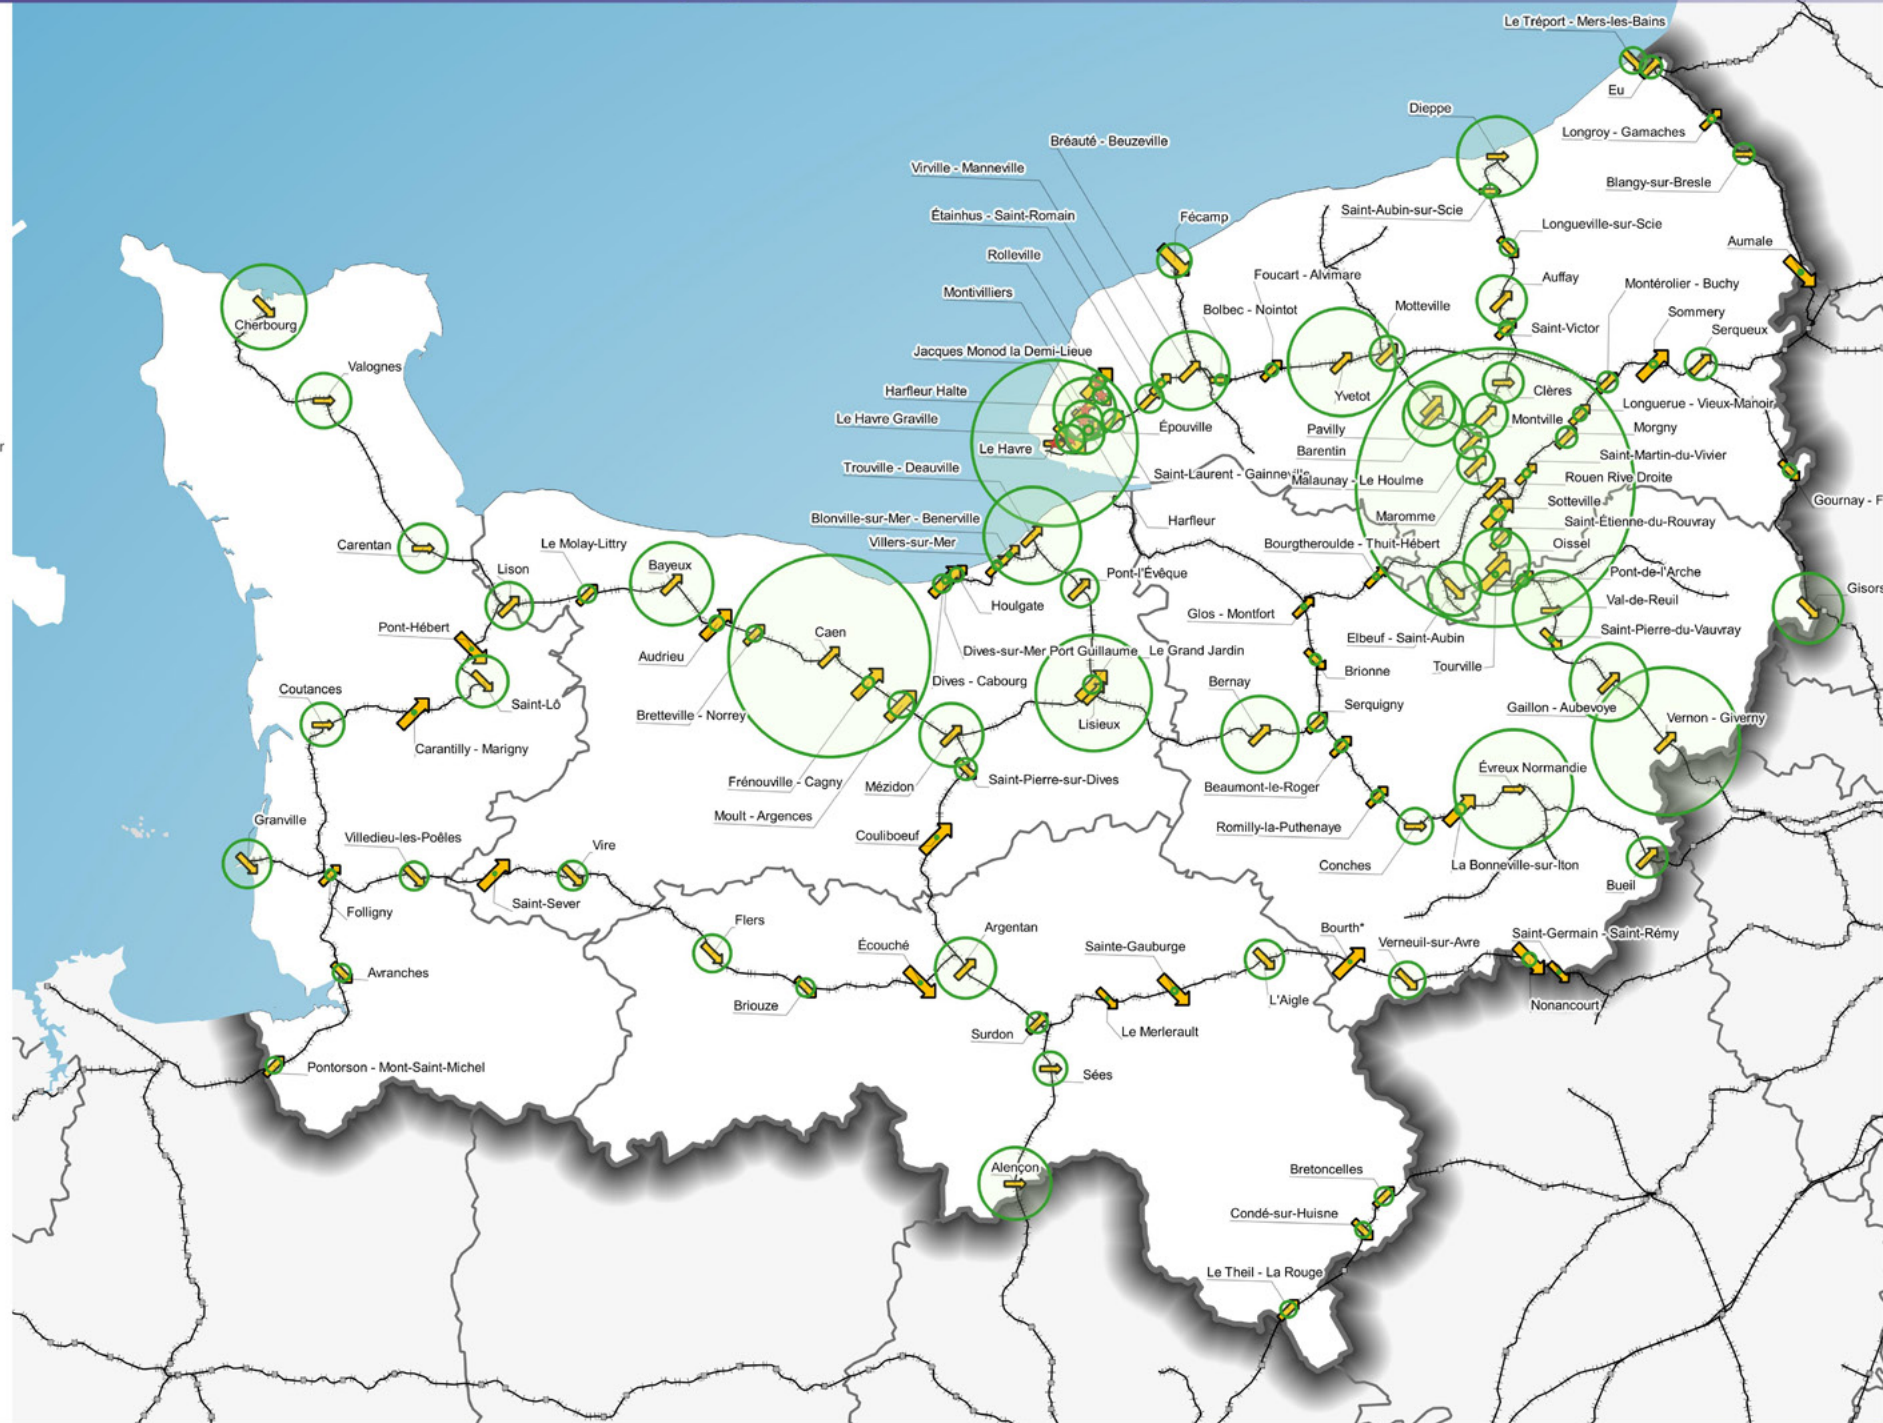 Le Tréport - Mers-les-Bains
Eu
Dieppe
Longroy - Gamaches
Bréauté - Beuzeville
Virville - Manneville
Blangy-sur-Bresle
Étainhus - Saint-Romain
Fécamp
Saint-Aubin-sur-Scie
Longueville-sur-Scie
Rolleville
Aumale
Foucart - Alvimare
Auffay
Montérolier - Buchy
Montivilliers
Bolbec - Nointot
Motteville
Sommery
Cherbourg
Saint-Victor
Serqueux
Jacques Monod la Demi-Lieue
Valognes
Harfleur Halte
Yvetot
Clères
Longuerue - Vieux-Manoir
Le Havre Graville
Épouville
Pavilly
Montville
Morgny
Le Havre
Barentin
Saint-Martin-du-Vivier
Trouville - Deauville
Saint-Laurent - Gainneville
Malaunay - Le Houlme
Rouen Rive Droite
Sotteville
Gournay - F
Blonville-sur-Mer - Benerville
Harfleur
Maromme
Saint-Étienne-du-Rouvray
Villers-sur-Mer
Bourgtheroulde - Thuit-Hébert
Oissel
Carentan
Le Molay-Littry
Lison
Bayeux
Pont-l'Évêque
Pont-de-l'Arche
Gisors
Houlgate
Glos - Montfort
Val-de-Reuil
Pont-Hébert
Caen
Elbeuf - Saint-Aubin
Saint-Pierre-du-Vauvray
Audrieu
Dives-sur-Mer Port Guillaume
Le Grand Jardin
Tourville
Brionne
Coutances
Dives - Cabourg
Bernay
Saint-Lô
Bretteville - Norrey
Lisieux
Serquigny
Gaillon - Aubevoye
Vernon - Giverny
Carantilly - Marigny
Frénouville - Cagny
Mézidon
Saint-Pierre-sur-Dives
Beaumont-le-Roger
Évreux Normandie
Moult - Argences
Granville
Villedieu-les-Poêles
Vire
Couliboeuf
Romilly-la-Puthenaye
Conches
La Bonneville-sur-Iton
Bueil
Saint-Sever
Folligny
Flers
Écouché
Argentan
Sainte-Gauburge
Bourth*
Verneuil-sur-Avre
Saint-Germain - Saint-Rémy
Avranches
Briouze
L'Aigle
Nonancourt
Surdon
Le Merlerault
Pontorson - Mont-Saint-Michel
Sées
Alençon
Bretoncelles
Condé-sur-Huisne
Le Theil - La Rouge